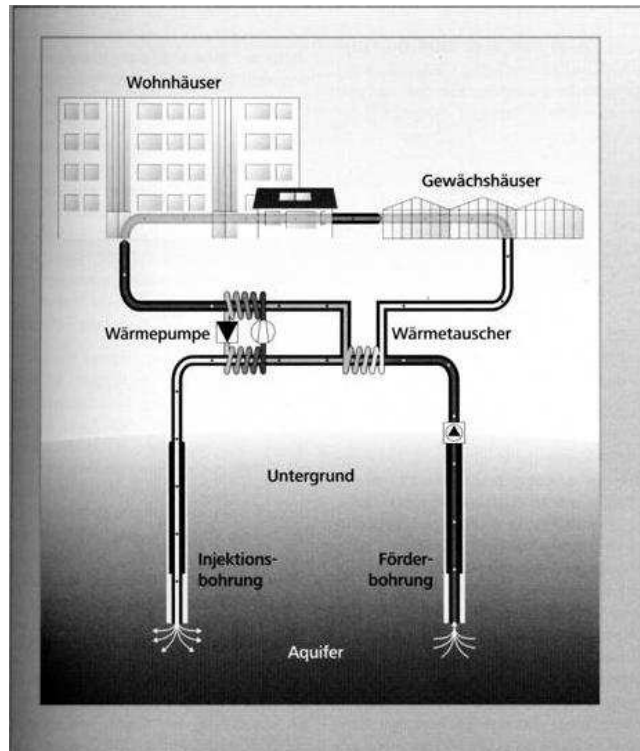 Wohnhäuser
Gewächshäuser
Wärmepumpe
Wärmetauscher
Untergrund
Injektions-
bohrung
Förder-
bohrung
Aquifer